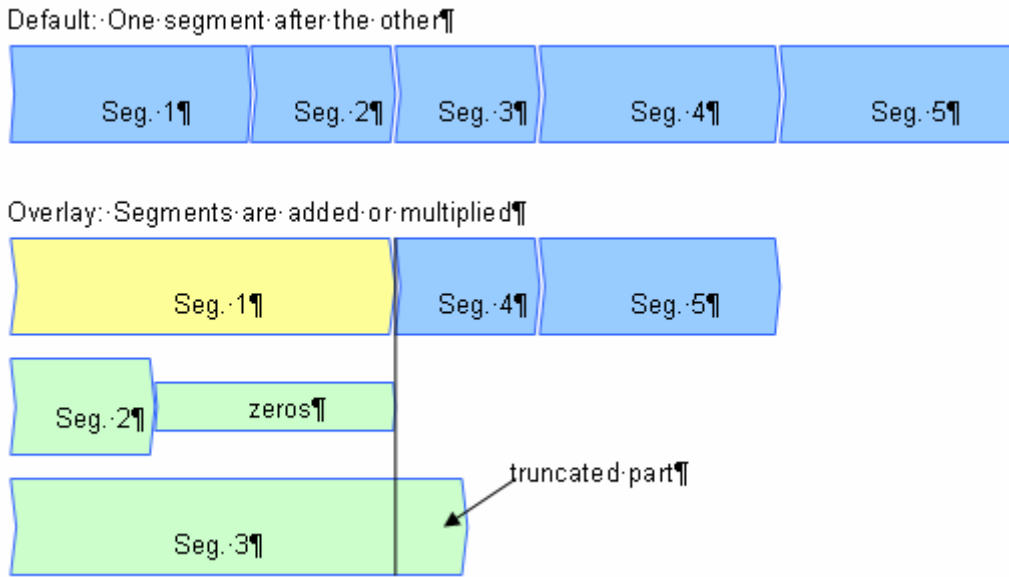 Default:·One·segment·after·the·other¶
Seg.·1¶ Seg.·2¶ Seg.·3¶ Seg.·4¶ Seg.·5¶
Overlay:·Segments·are·added·or·multiplied¶
Seg.·1¶ Seg.·4¶ Seg.·5¶
Seg.·2¶ zeros¶
truncated·part¶
Seg.·3¶